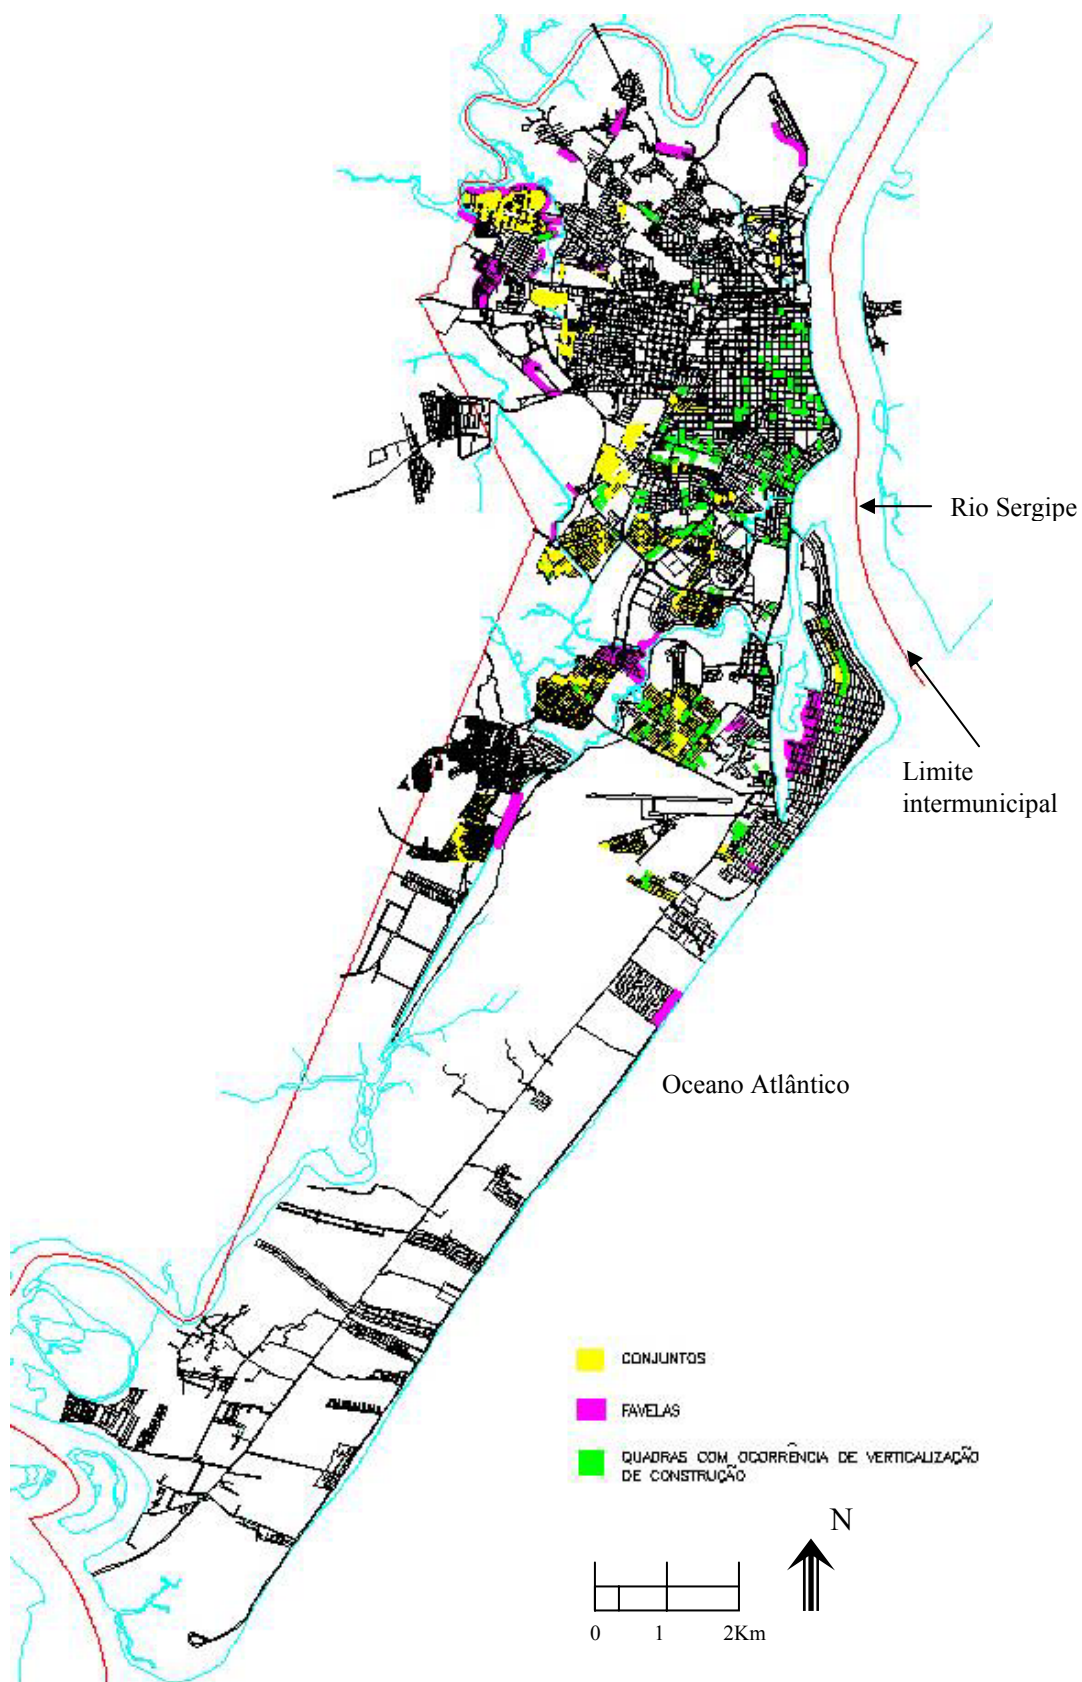 Rio Sergipe
Limite
intermunicipal
Oceano Atlântico
CONJUNTOS
FAVELAS
QUADRAS COM OCORRÊNCIA DE VERTICALIZAÇÃO
DE CONSTRUÇÃO
N
0 1 2Km